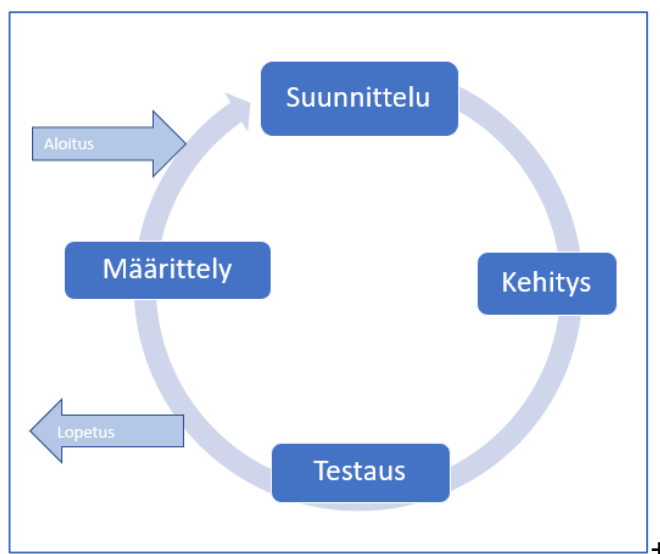 Suunnittelu
Aloitus
Määrittely
Kehitys
Lopetus
Testaus